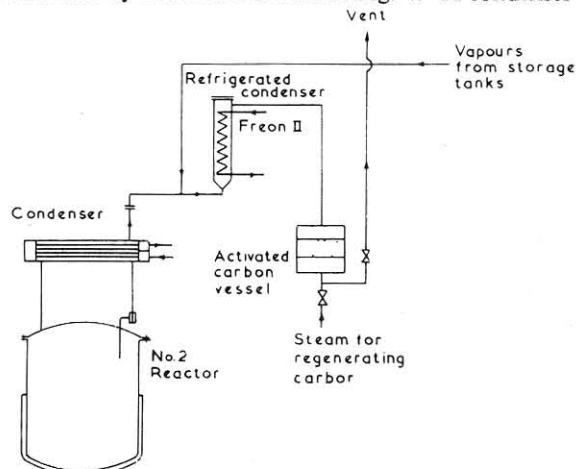 Vent
Vapours
from storage
tanks
Refrigerated
condenser
Freon II
Condenser
Activated
carbon
vessel
No.2
Reactor
Steam for
regenerating
carbor